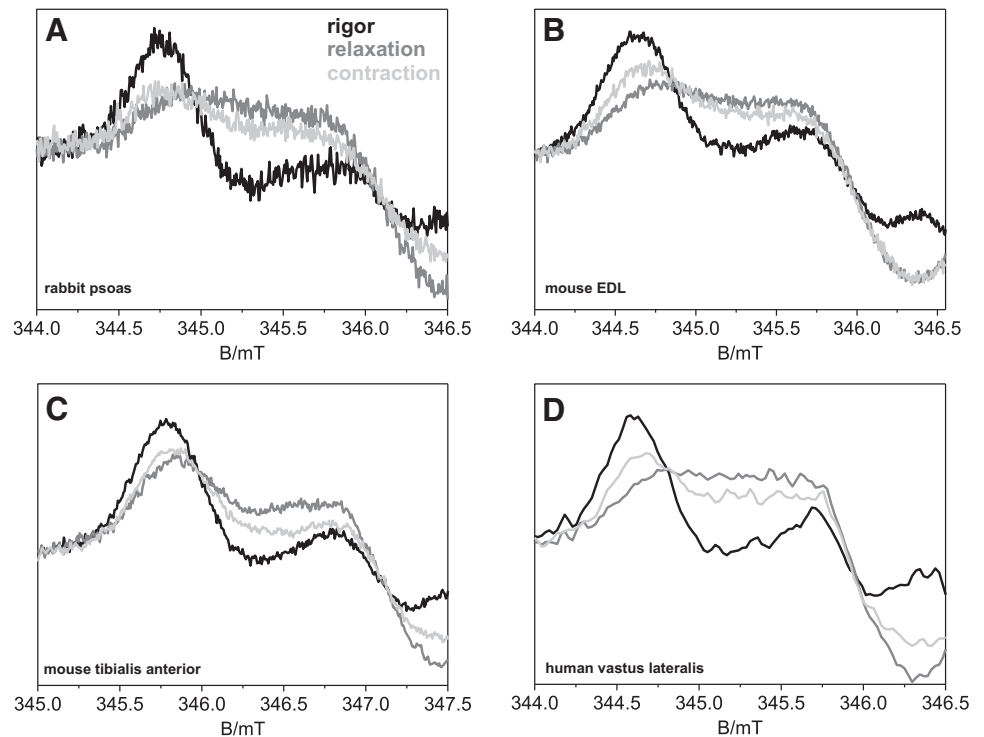 A
rigor
relaxation
contraction
rabbit psoas
344.0 344.5 345.0 345.5 346.0 346.5
B/mT
B
mouse EDL
344.0 344.5 345.0 345.5 346.0 346.5
B/mT
C
mouse tibialis anterior
345.0 345.5 346.0 346.5 347.0 347.5
B/mT
D
human vastus lateralis
344.0 344.5 345.0 345.5 346.0 346.5
B/mT